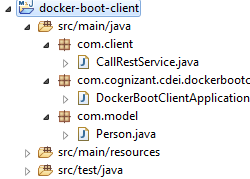 docker-boot-client
src/main/java
com.client
CallRestService.java
com.cognizant.cdei.dockerbootc
DockerBootClientApplication
com.model
Person.java
src/main/resources
src/test/java